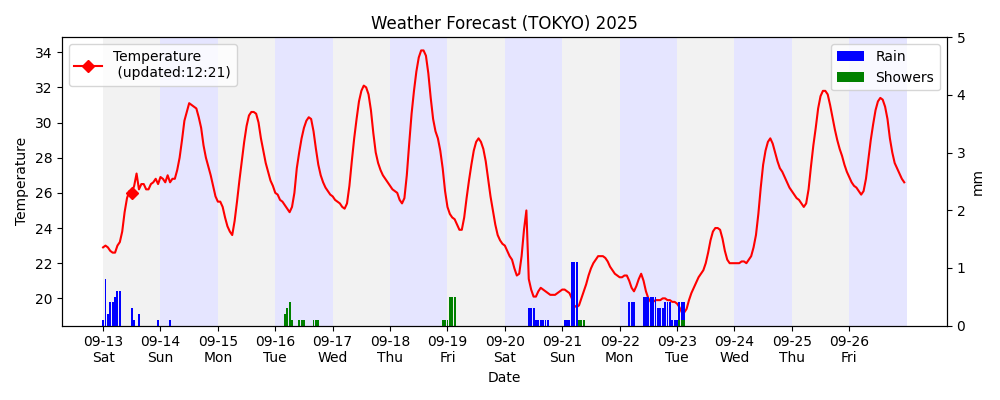 Weather Forecast (TOKYO) 2025
Temperature
(updated:12:21)
Rain
Showers
34
32
30
28
26
24
22
20
Temperature
5
4
3
2
1
0
mm
09-13 09-14 09-15 09-16 09-17 09-18 09-19 09-20 09-21 09-22 09-23 09-24 09-25 09-26
Sat Sun Mon Tue Wed Thu Fri Sat Sun Mon Tue Wed Thu Fri
Date